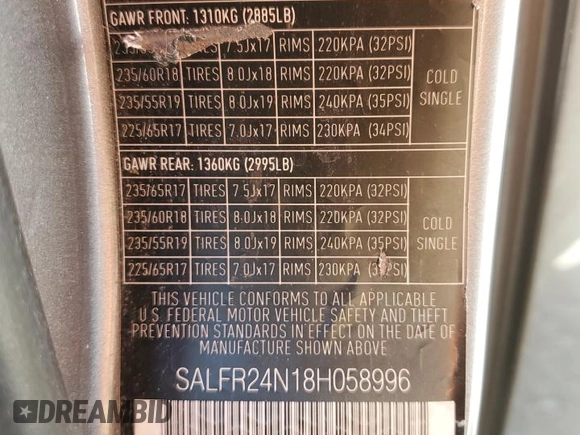 GAWR FRONT: 1310KG (2885LB)
TIRES 7.5Jx17 RIMS 220KPA (32PSI)
235/60R18 TIRES 8.0Jx18 RIMS 220KPA (32PSI)
235/55R19 TIRES 8.0Jx19 RIMS 240KPA (35PSI)
225/65R17 TIRES 7.0Jx17 RIMS 230KPA (34PSI)
COLD
SINGLE
GAWR REAR: 1360KG (2995LB)
235/65R17 TIRES 7.5Jx17 RIMS 220KPA (32PSI)
235/60R18 TIRES 8.0Jx18 RIMS 220KPA (32PSI)
235/55R19 TIRES 8.0Jx19 RIMS 240KPA (35PSI)
225/65R17 TIRES 7.0Jx17 RIMS 230KPA
COLD
SINGLE
THIS VEHICLE CONFORMS TO ALL APPLICABLE
U.S. FEDERAL MOTOR VEHICLE SAFETY AND THEFT
PREVENTION STANDARDS IN EFFECT ON THE DATE OF
MANUFACTURE SHOWN ABOVE
SALFR24N18H058996
DREAMBID